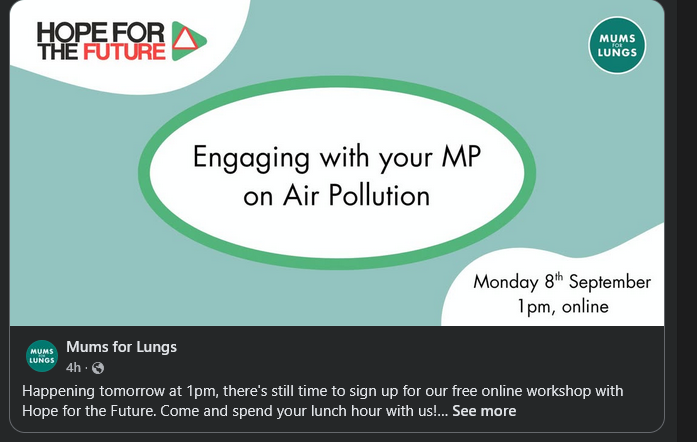 HOPE FOR
THE FUTURE
MUMS
FOR
LUNGS
Engaging with your MP
on Air Pollution
Monday 8th September
1pm, online
MUMS
FOR
LUNGS
Mums for Lungs
4h ·
Happening tomorrow at 1pm, there's still time to sign up for our free online workshop with
Hope for the Future. Come and spend your lunch hour with us!... See more